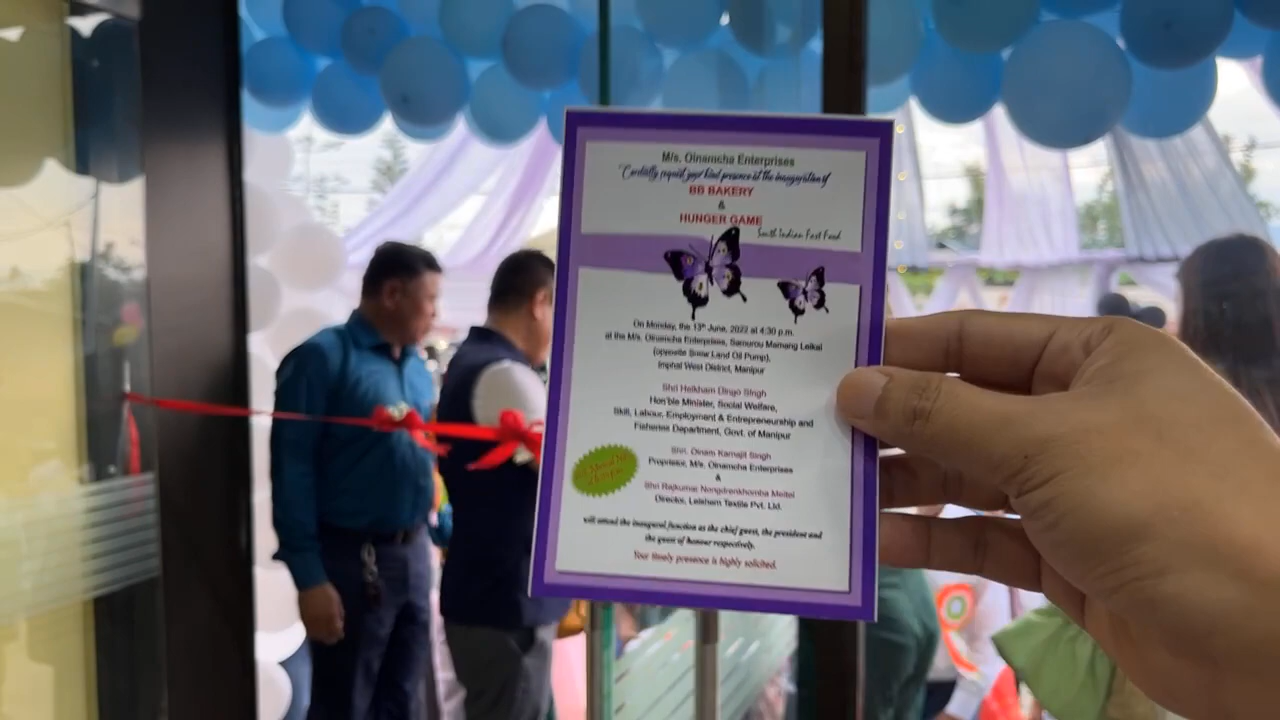 M/s. Oinamcha Enterprises
Cordially request your kind presence at the inauguration of
BB BAKERY
&
HUNGER GAME
South Indian Fast Food
On Monday, the 13th June, 2022 at 4:30 p.m.
at the M/s. Oinamcha Enterprises, Samurou Mamang Leikai
(opposite Snow Land Oil Pump),
Imphal West District, Manipur
Shri Heikham Dingo Singh
Hon'ble Minister, Social Welfare,
Skill, Labour, Employment & Entrepreneurship and
Fisheries Department, Govt. of Manipur
Shri. Oinam Karnajit Singh
Proprietor, M/s. Oinamcha Enterprises
&
Shri Rajkumar Nongdrenkhomba Meitei
Director, Leisham Textile Pvt. Ltd.
will attend the inaugural function as the chief guest, the president and
the guest of honour respectively.
Your timely presence is highly solicited.